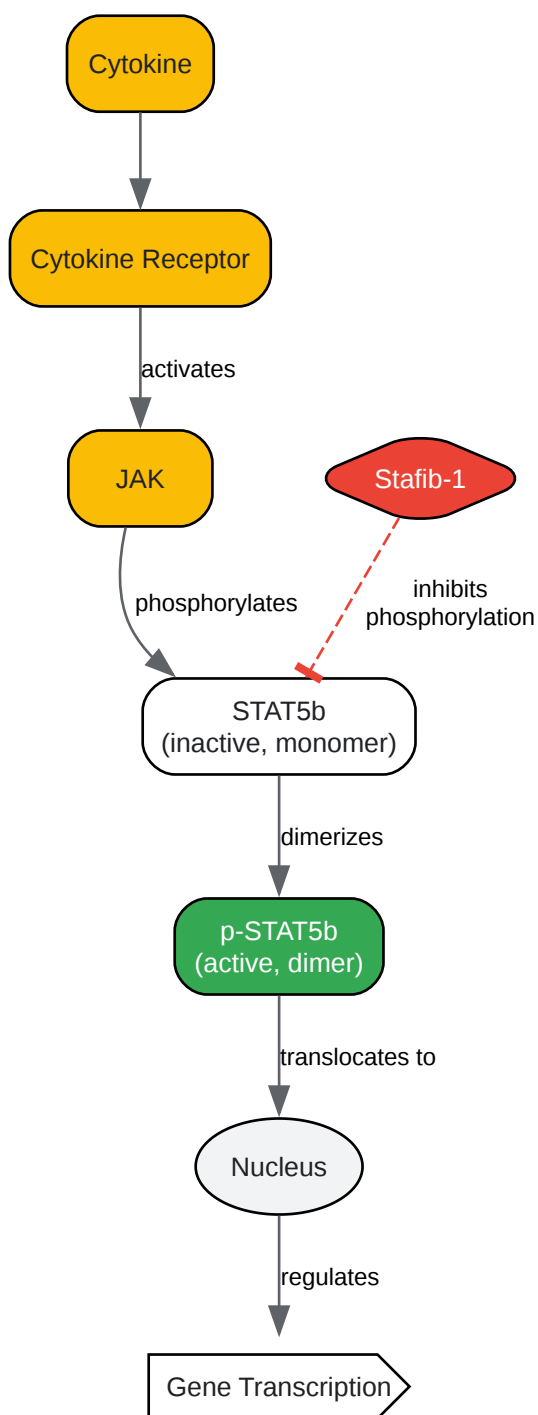 Cytokine
Cytokine Receptor
activates
JAK
Stafib-1
phosphorylates
inhibits
phosphorylation
STAT5b
(inactive, monomer)
dimerizes
p-STAT5b
(active, dimer)
translocates to
Nucleus
regulates
Gene Transcription